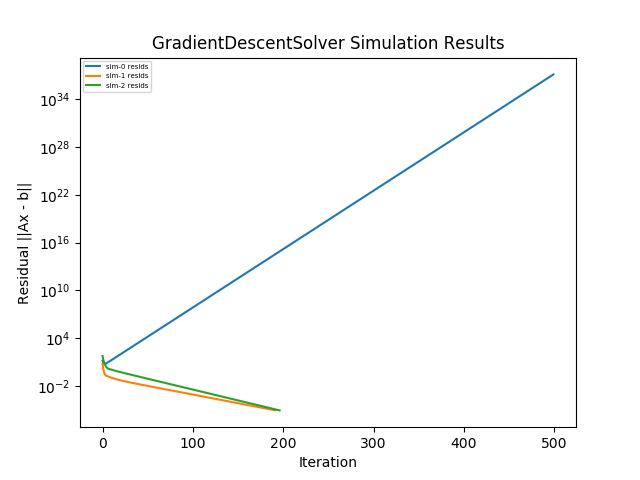 GradientDescentSolver Simulation Results
sim-0 resids
sim-1 resids
sim-2 resids
10^34
10^28
10^22
10^16
10^10
10^4
10^−2
Residual ||Ax - b||
0 100 200 300 400 500
Iteration